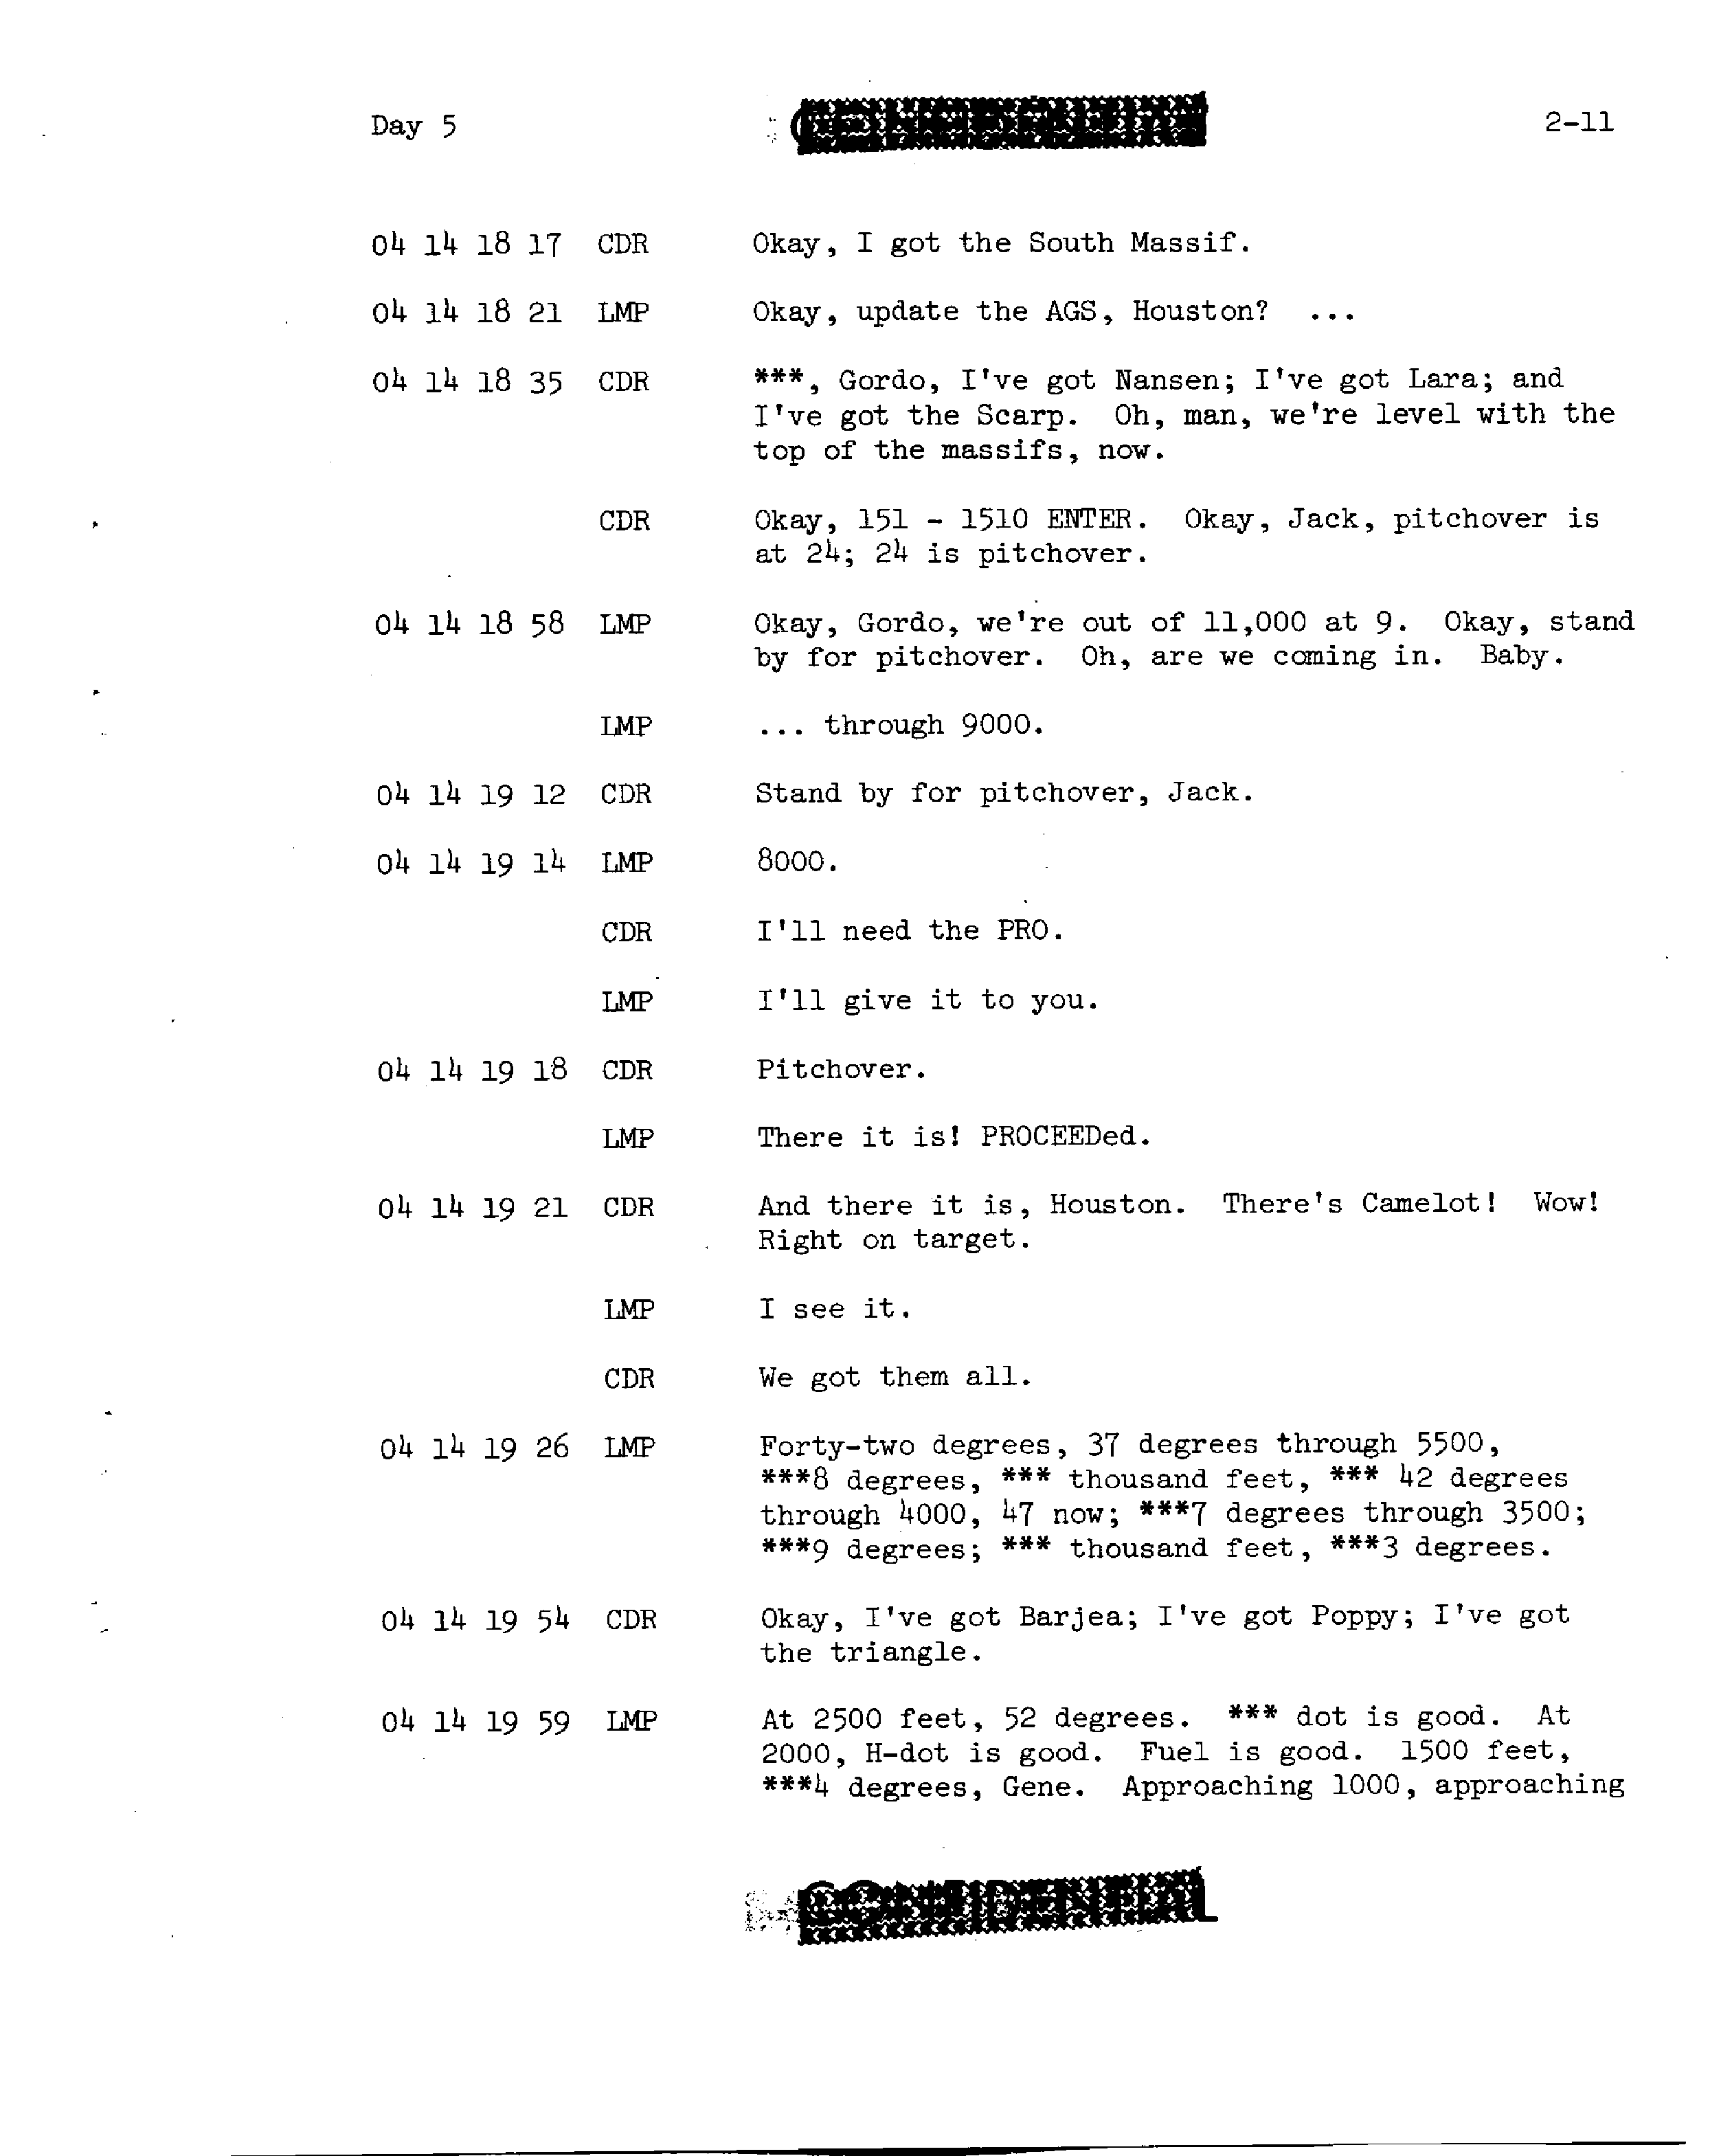 Day 5 CONFIDENTIAL 2-11
04 14 18 17 CDR Okay, I got the South Massif.
04 14 18 21 LMP Okay, update the AGS, Houston? ...
04 14 18 35 CDR ***, Gordo, I've got Nansen; I've got Lara; and
I've got the Scarp. Oh, man, we're level with the
top of the massifs, now.
CDR Okay, 151 - 1510 ENTER. Okay, Jack, pitchover is
at 24; 24 is pitchover.
04 14 18 58 LMP Okay, Gordo, we're out of 11,000 at 9. Okay, stand
by for pitchover. Oh, are we coming in. Baby.
LMP ... through 9000.
04 14 19 12 CDR Stand by for pitchover, Jack.
04 14 19 14 LMP 8000.
CDR I'll need the PRO.
LMP I'll give it to you.
04 14 19 18 CDR Pitchover.
LMP There it is! PROCEEDed.
04 14 19 21 CDR And there it is, Houston. There's Camelot! Wow!
Right on target.
LMP I see it.
CDR We got them all.
04 14 19 26 LMP Forty-two degrees, 37 degrees through 5500,
***8 degrees, *** thousand feet, *** 42 degrees
through 4000, 47 now; ***7 degrees through 3500;
***9 degrees; *** thousand feet, ***3 degrees.
04 14 19 54 CDR Okay, I've got Barjea; I've got Poppy; I've got
the triangle.
04 14 19 59 LMP At 2500 feet, 52 degrees. *** dot is good. At
2000, H-dot is good. Fuel is good. 1500 feet,
***4 degrees, Gene. Approaching 1000, approaching
CONFIDENTIAL